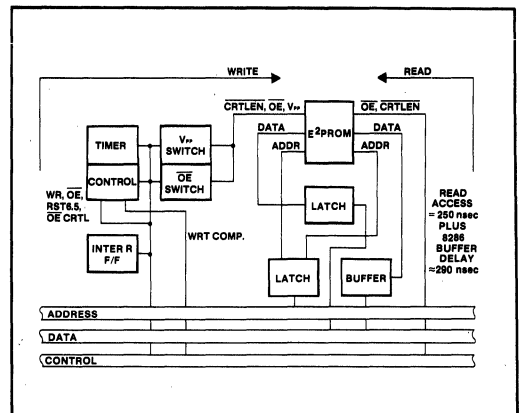 WRITE
READ
CRTLEN, OE, VPP
OE, CRTLEN
TIMER
VPP
SWITCH
E2PROM
DATA
DATA
ADDR
ADDR
CONTROL
OE
SWITCH
WR, OE,
RST6.5,
OE CRTL
WRT COMP.
LATCH
READ
ACCESS
= 250 nsec
PLUS
8286
BUFFER
DELAY
≈290 nsec
INTER R
F/F
LATCH
BUFFER
ADDRESS
DATA
CONTROL